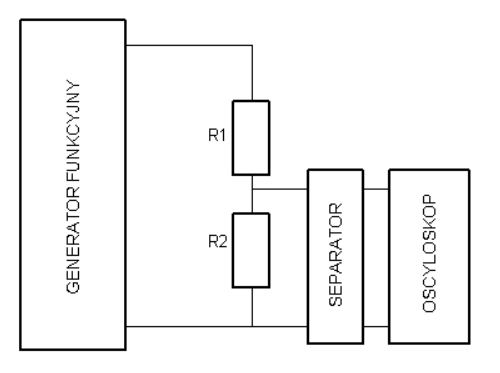 GENERATOR FUNKCYJNY
R1
R2
SEPARATOR
OSCYLOSKOP